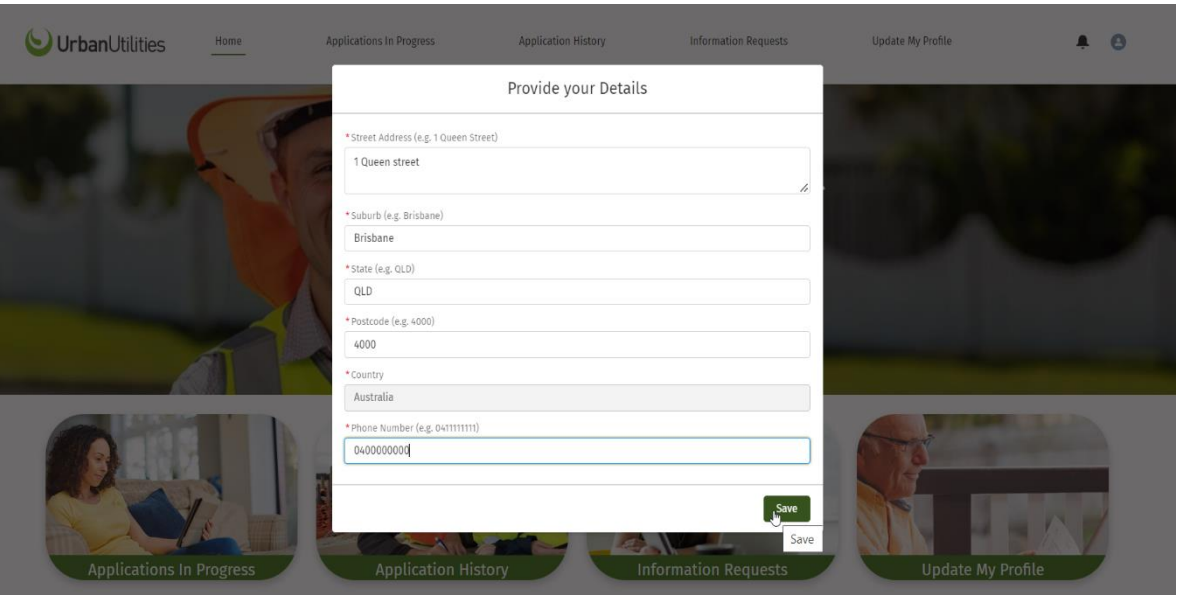 UrbanUtilities Home Applications In Progress Application History Information Requests Update My Profile
Provide your Details
*Street Address (e.g. 1 Queen Street)
1 Queen street
*Suburb (e.g. Brisbane)
Brisbane
*State (e.g. QLD)
QLD
*Postcode (e.g. 4000)
4000
*Country
Australia
*Phone Number (e.g. 0411111111)
0400000000
Save
Save
Applications In Progress Application History Information Requests Update My Profile